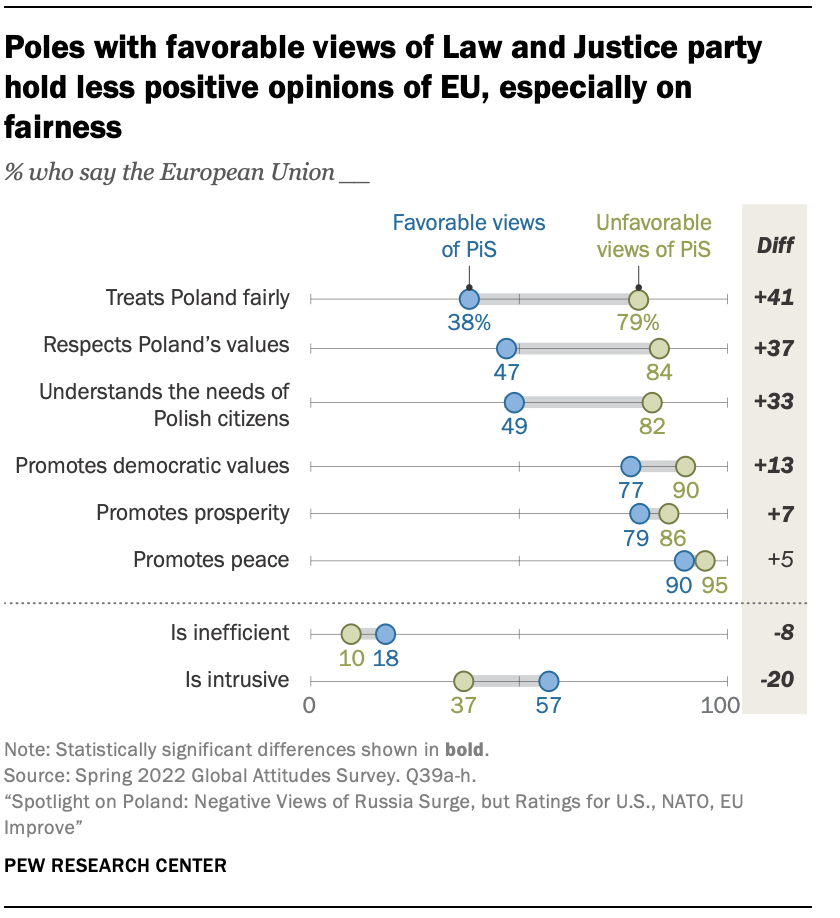 Poles with favorable views of Law and Justice party
hold less positive opinions of EU, especially on
fairness
% who say the European Union __
Favorable views
of PiS
Unfavorable
views of PiS
Diff
Treats Poland fairly
38%
79%
+41
Respects Poland’s values
47
84
+37
Understands the needs of
Polish citizens
49
82
+33
Promotes democratic values
77
90
+13
Promotes prosperity
79
86
+7
Promotes peace
90
95
+5
Is inefficient
10
18
-8
Is intrusive
37
57
-20
0
100
Note: Statistically significant differences shown in bold.
Source: Spring 2022 Global Attitudes Survey. Q39a-h.
“Spotlight on Poland: Negative Views of Russia Surge, but Ratings for U.S., NATO, EU
Improve”
PEW RESEARCH CENTER